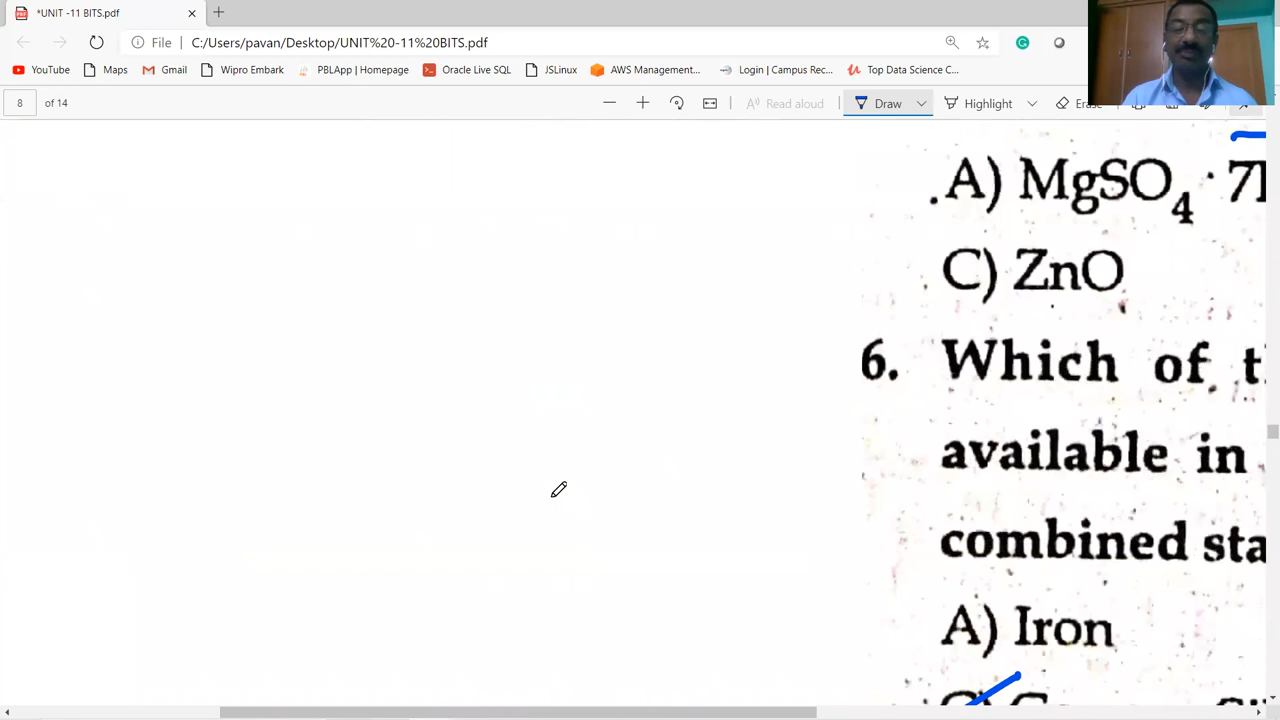 *UNIT -11 BITS.pdf
File C:/Users/pavan/Desktop/UNIT%20-11%20BITS.pdf
YouTube Maps Gmail Wipro Embark PBLApp | Homepage Oracle Live SQL JSLinux AWS Management... Login | Campus Rec... Top Data Science C...
8 of 14 Read aloud Draw Highlight Erase
A) MgSO4 · 7
C) ZnO
6. Which of t
available in
combined sta
A) Iron